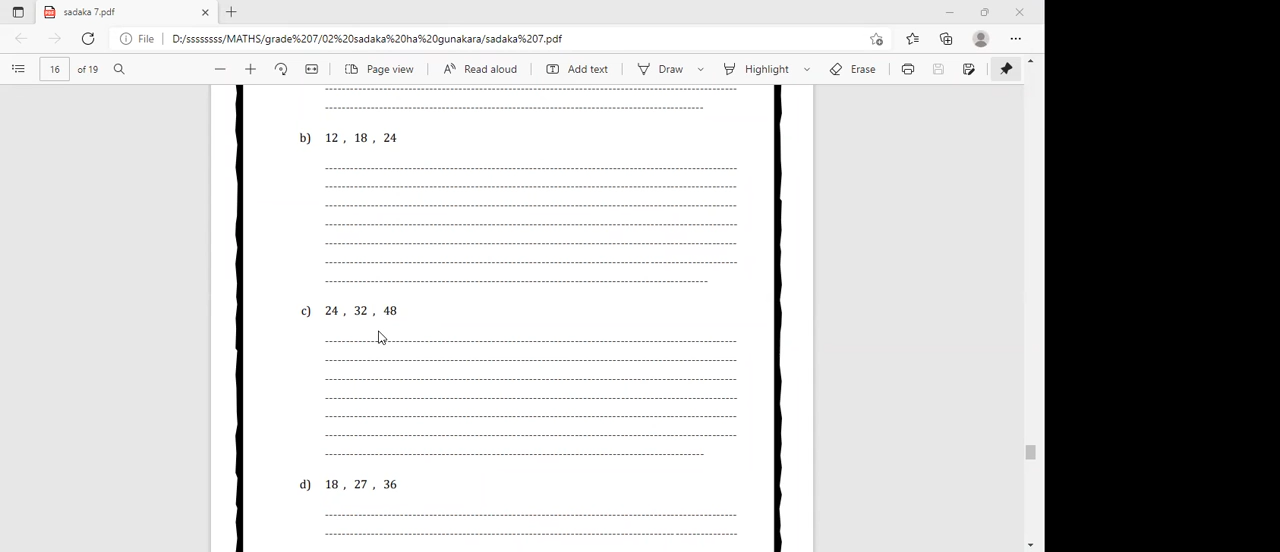 sadaka 7.pdf
File D:/ssssssss/MATHS/grade%207/02%20sadaka%20ha%20gunakara/sadaka%207.pdf
16 of 19 Page view Read aloud Add text Draw Highlight Erase
b) 12 , 18 , 24
c) 24 , 32 , 48
d) 18 , 27 , 36